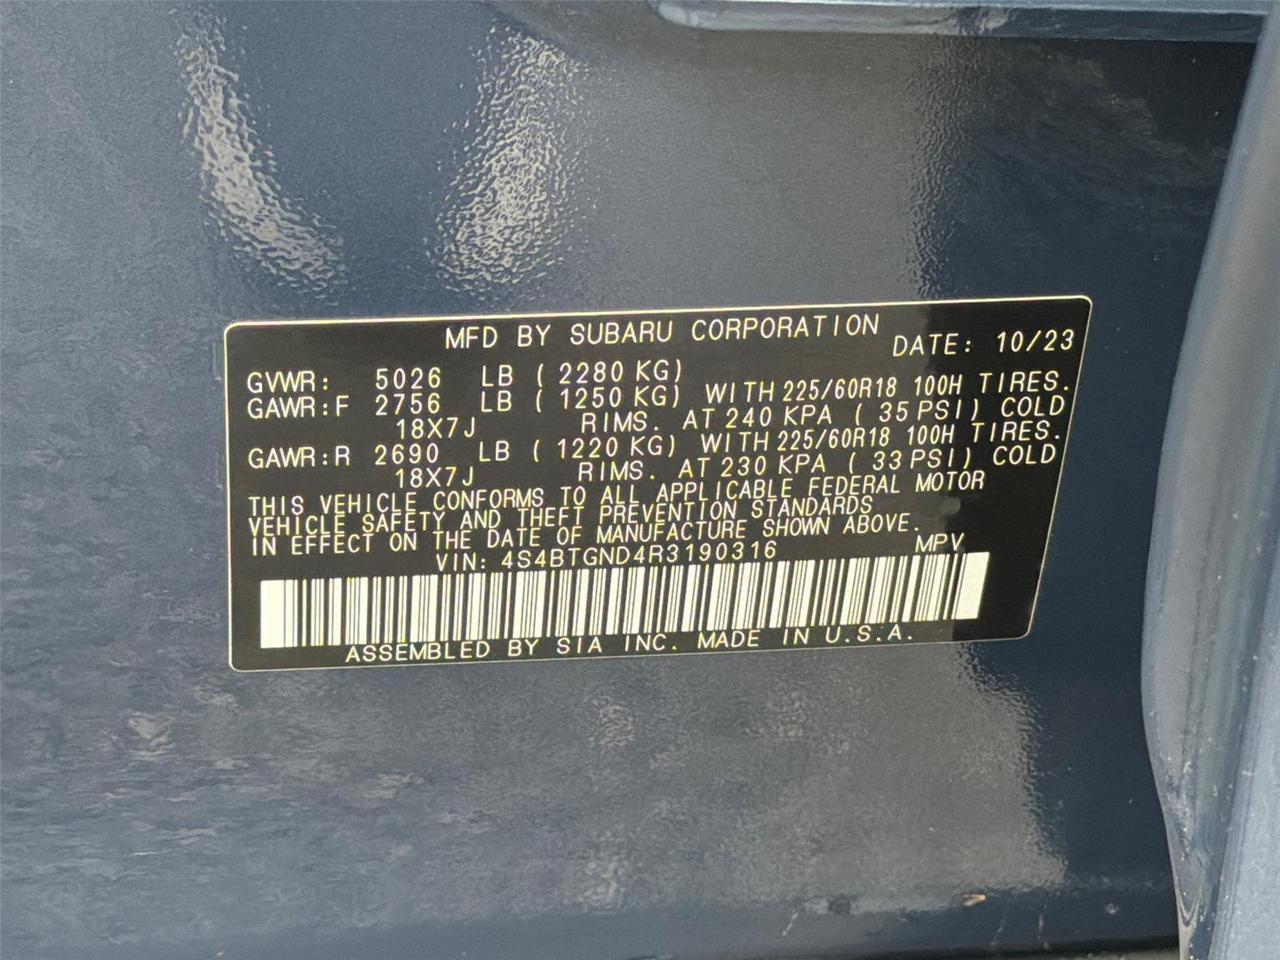 MFD BY SUBARU CORPORATION DATE: 10/23
GVWR: 5026 LB ( 2280 KG)
GAWR:F 2756 LB ( 1250 KG) WITH 225/60R18 100H TIRES.
18X7J RIMS. AT 240 KPA ( 35 PSI) COLD
GAWR:R 2690 LB ( 1220 KG) WITH 225/60R18 100H TIRES.
18X7J RIMS. AT 230 KPA ( 33 PSI) COLD
THIS VEHICLE CONFORMS TO ALL APPLICABLE FEDERAL MOTOR
VEHICLE SAFETY AND THEFT PREVENTION STANDARDS
IN EFFECT ON THE DATE OF MANUFACTURE SHOWN ABOVE.
VIN: 4S4BTGND4R3190316 MPV
ASSEMBLED BY SIA INC. MADE IN U.S.A.